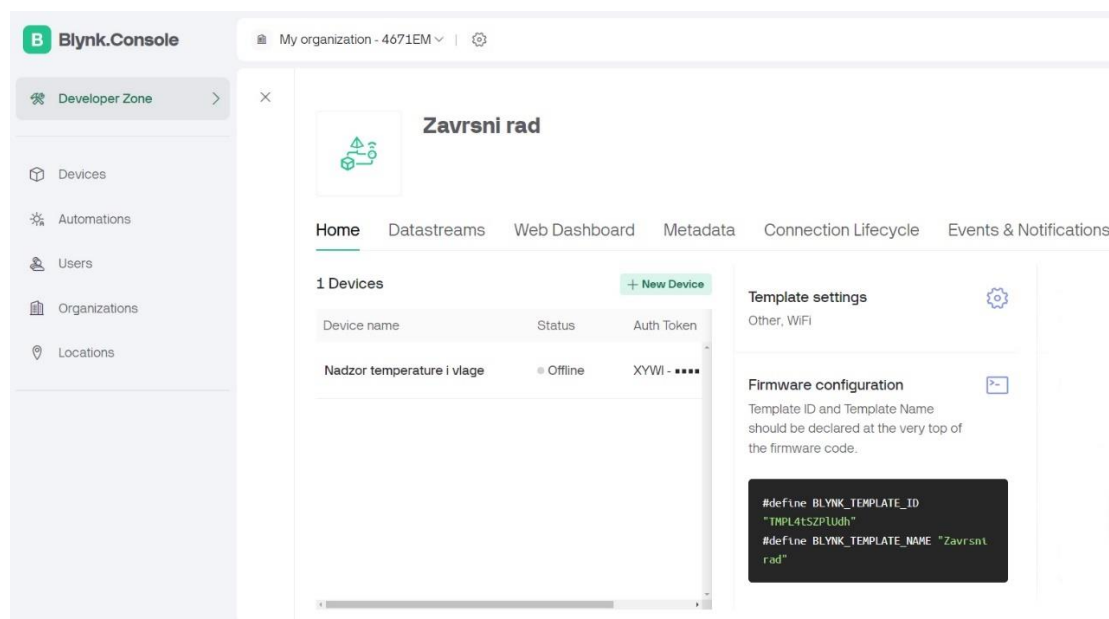 B Blynk.Console
My organization - 4671EM
Developer Zone
Devices
Automations
Users
Organizations
Locations
Zavrsni rad
Home Datastreams Web Dashboard Metadata Connection Lifecycle Events & Notifications
1 Devices
+ New Device
Device name Status Auth Token
Nadzor temperature i vlage Offline XYWI - ▪▪▪▪
Template settings
Other, WiFi
Firmware configuration
Template ID and Template Name
should be declared at the very top of
the firmware code.
#define BLYNK_TEMPLATE_ID
"TMPL4tSZPlUdh"
#define BLYNK_TEMPLATE_NAME "Zavrsni
rad"